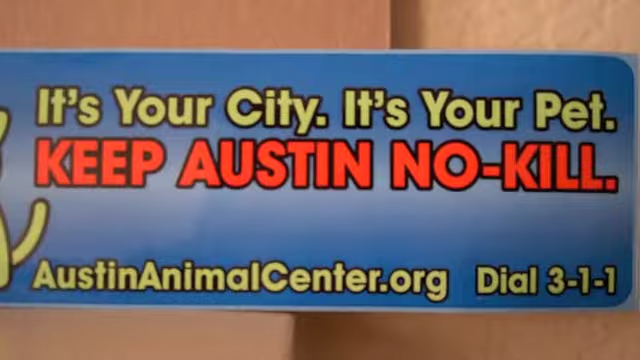 It's Your City. It's Your Pet.
KEEP AUSTIN NO-KILL.
AustinAnimalCenter.org Dial 3-1-1